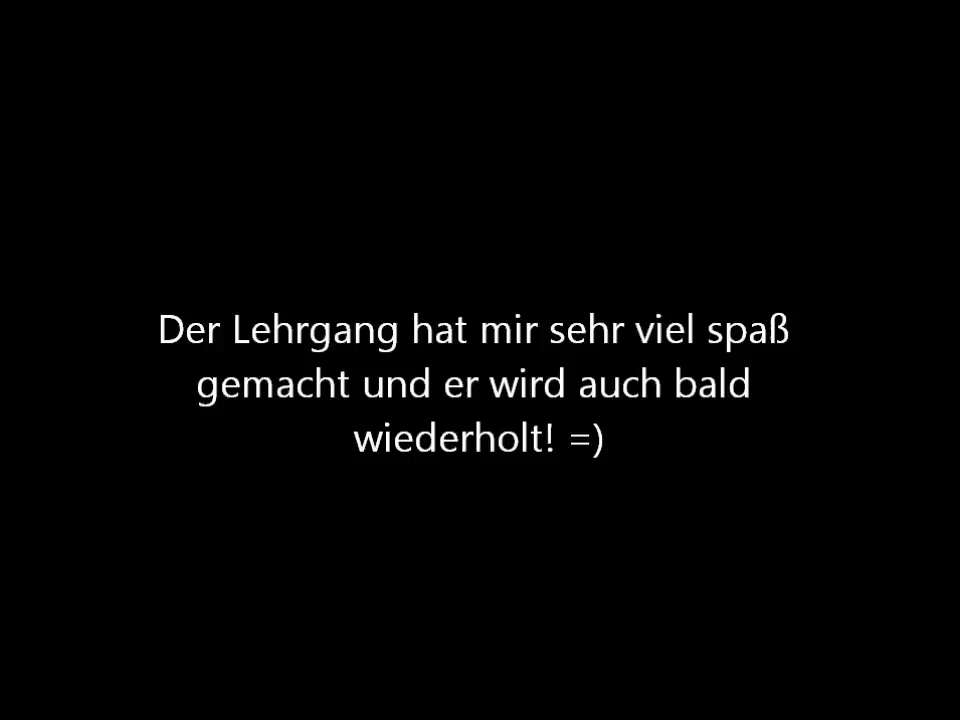 Der Lehrgang hat mir sehr viel spaß
gemacht und er wird auch bald
wiederholt! =)